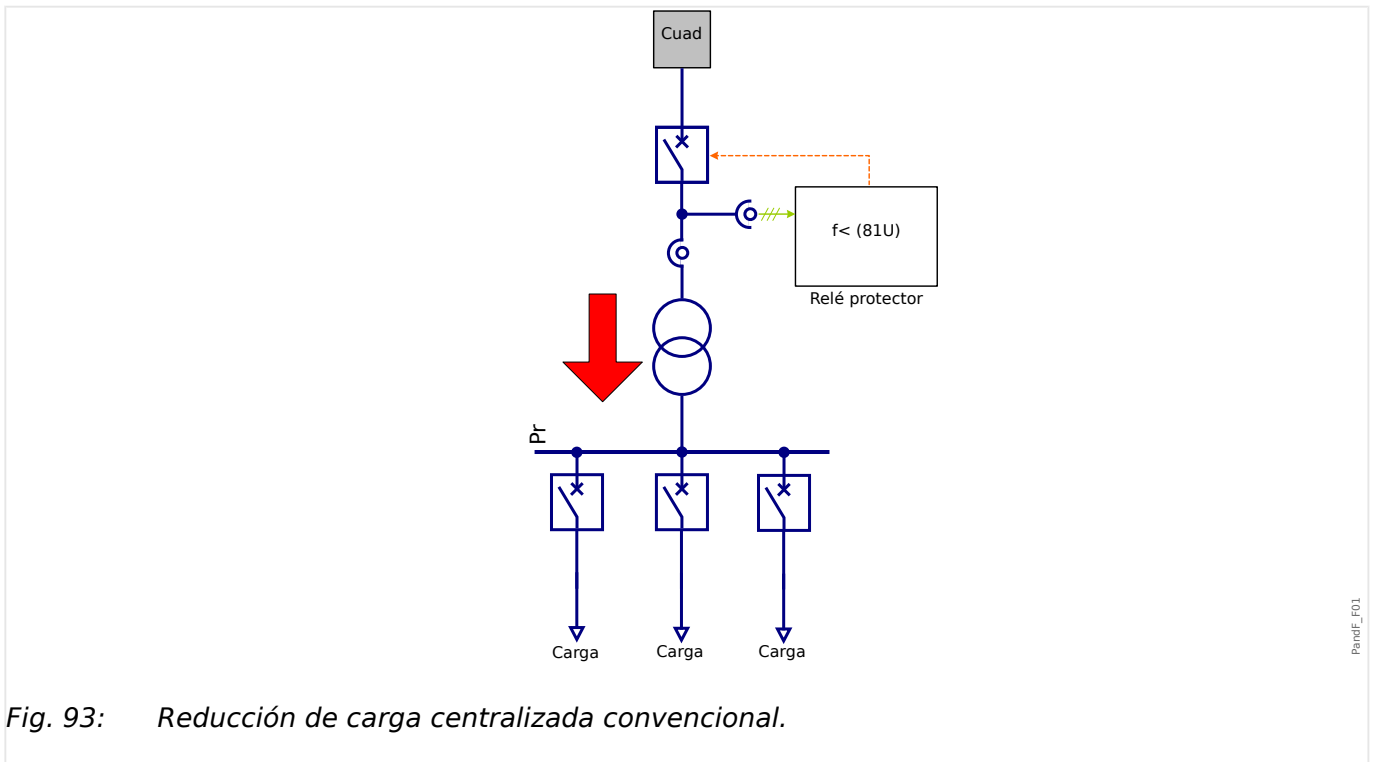 Cuad
f< (81U)
Relé protector
Pr
Carga
Carga
Carga
PandF_F01
Fig. 93: Reducción de carga centralizada convencional.